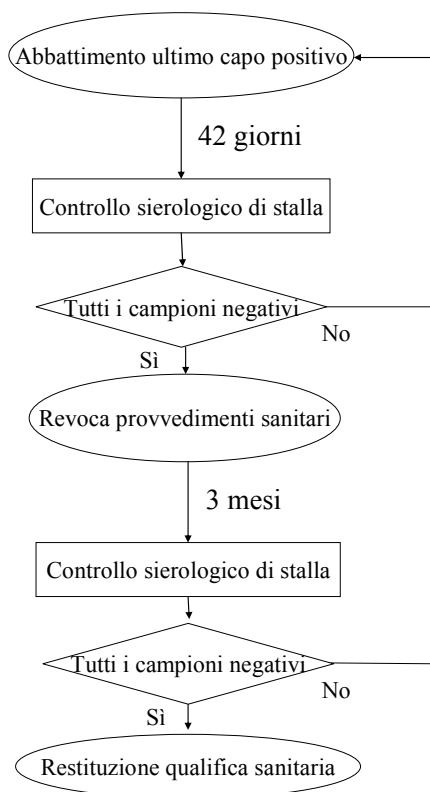 Abbattimento ultimo capo positivo
42 giorni
Controllo sierologico di stalla
Tutti i campioni negativi
No
Sì
Revoca provvedimenti sanitari
3 mesi
Controllo sierologico di stalla
Tutti i campioni negativi
No
Sì
Restituzione qualifica sanitaria